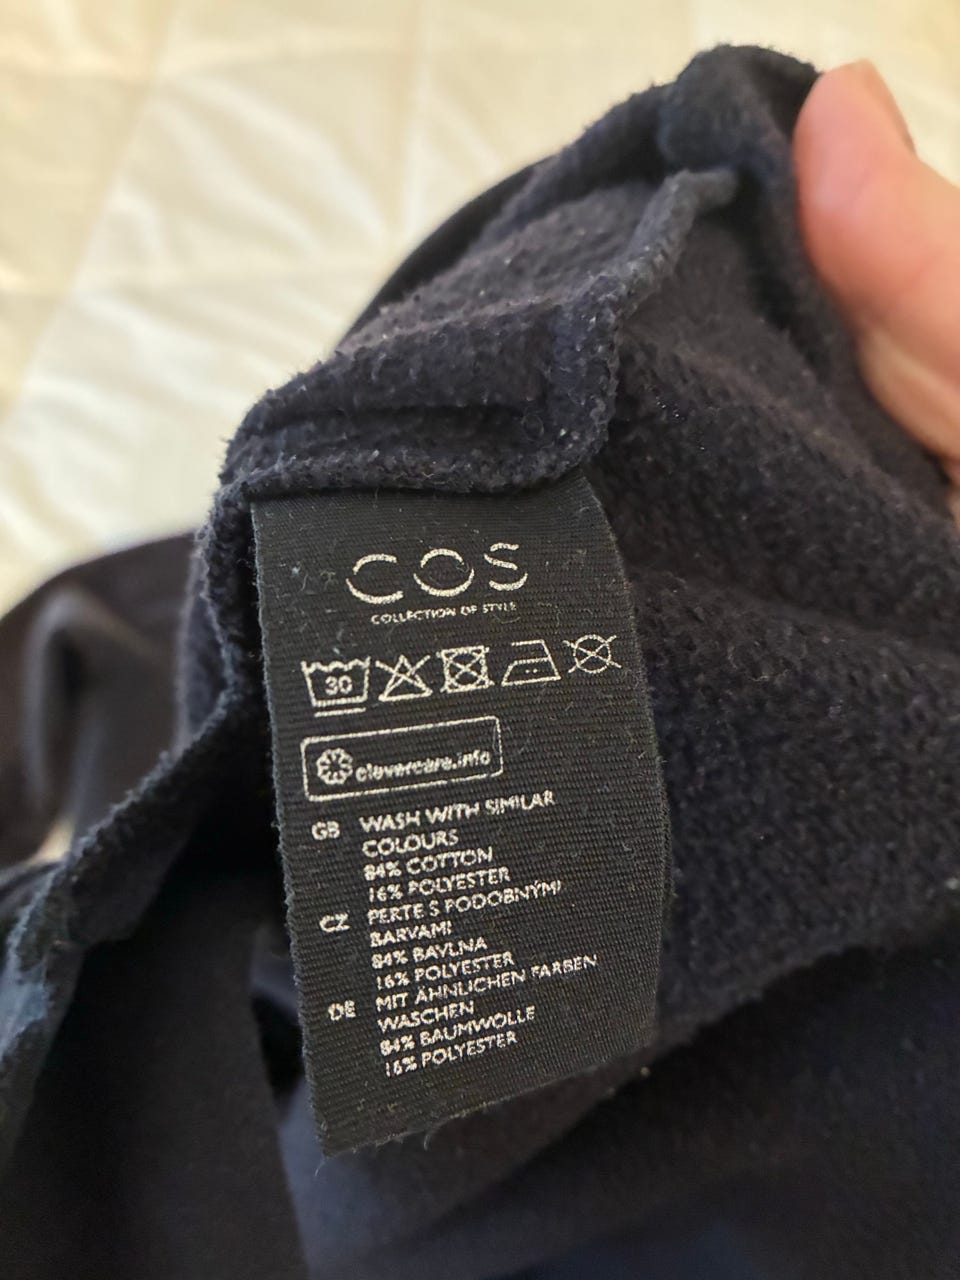 COS
COLLECTION OF STYLE
30
clevercare.info
GB WASH WITH SIMILAR
COLOURS
84% COTTON
16% POLYESTER
CZ PERTE S PODOBNÝMI
BARVAMI
84% BAVLNA
16% POLYESTER
DE MIT ÄHNLICHEN FARBEN
WASCHEN
84% BAUMWOLLE
16% POLYESTER